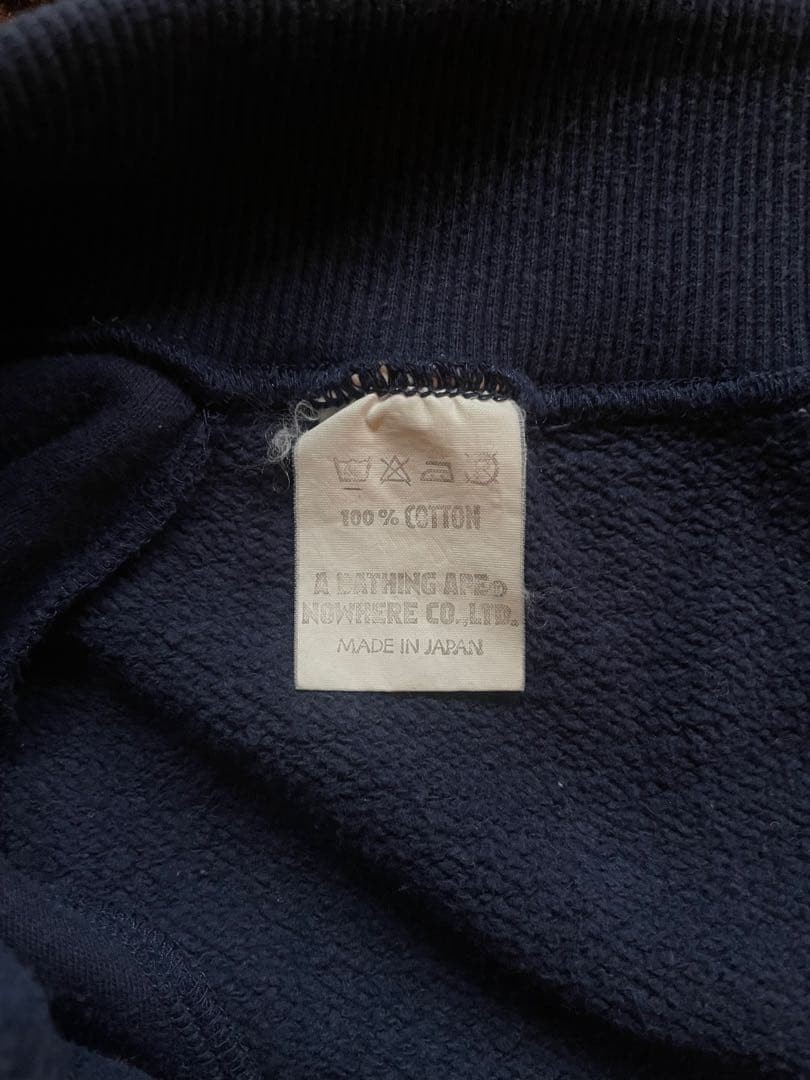 100% COTTON
A BATHING APE®
NOWHERE CO.,LTD.
MADE IN JAPAN